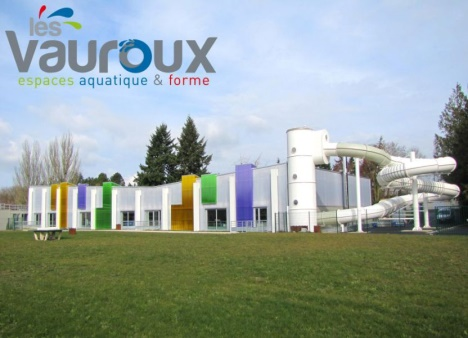 les
Vauroux
espaces aquatique & forme